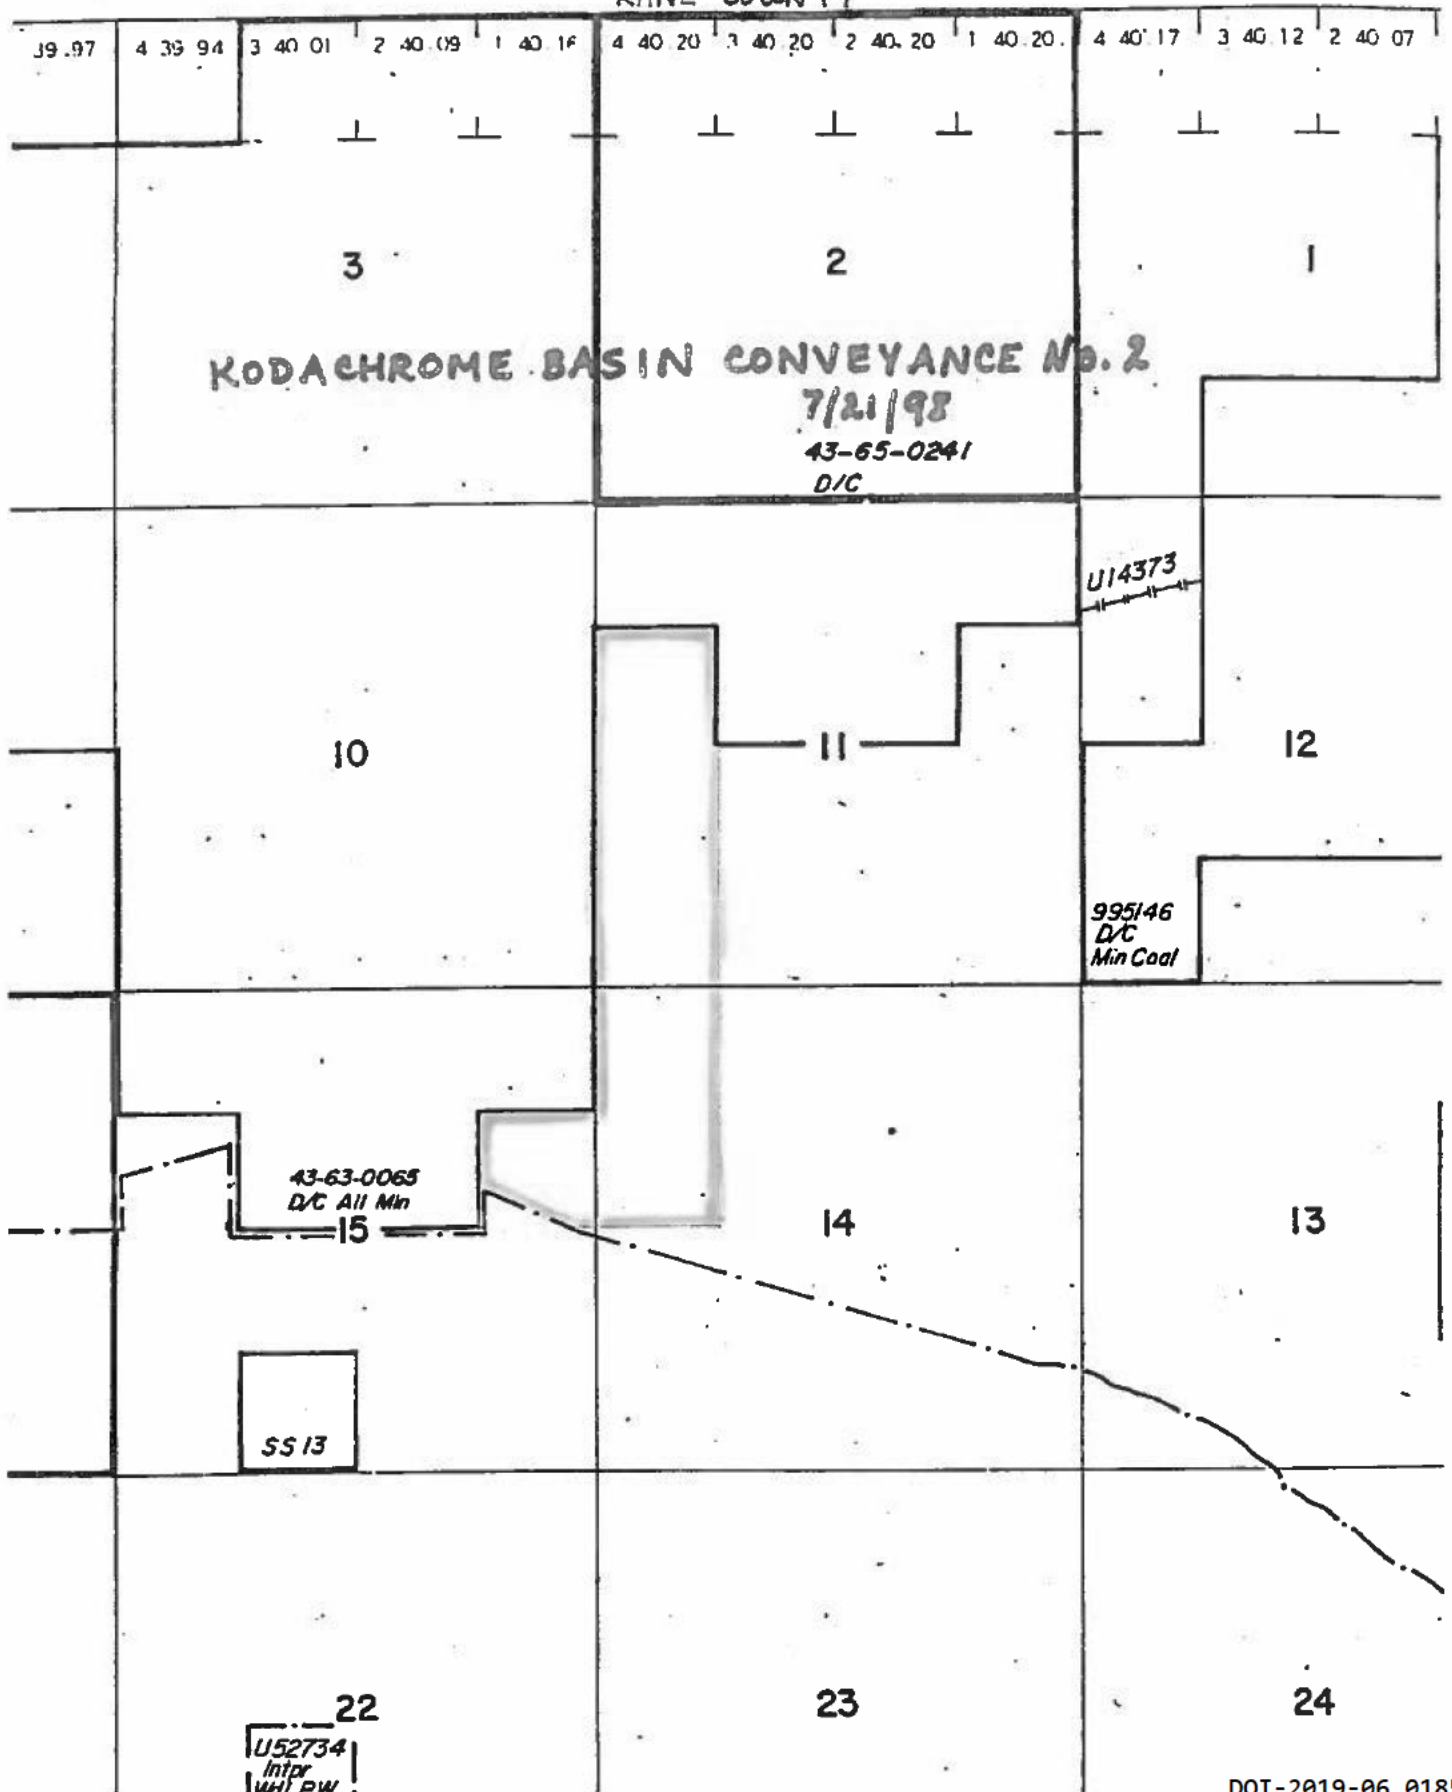 KANE COUNTY
39.97 4 39 94 3 40 01 2 40.09 1 40.16 4 40.20 3 40.20 2 40.20 1 40.20. 4 40.17 3 40.12 2 40 07
3 2 1
KODACHROME BASIN CONVEYANCE No. 2
7/21/98
43-65-0241
D/C
U14373
10 11 12
995146
D/C
Min Coal
43-63-0065
D/C All Min
15 14 13
SS 13
22 23 24
U52734
Intpr
WHL RW
DOI-2019-06 018